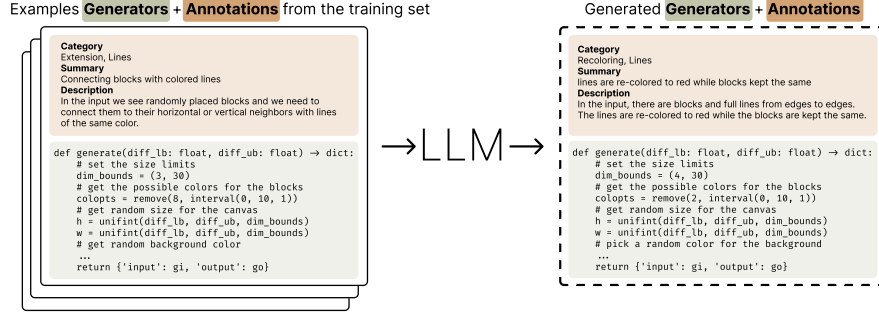 Examples Generators + Annotations from the training set
Category
Extension, Lines
Summary
Connecting blocks with colored lines
Description
In the input we see randomly placed blocks and we need to
connect them to their horizontal or vertical neighbors with lines
of the same color.
def generate(diff_lb: float, diff_ub: float) → dict:
    # set the size limits
    dim_bounds = (3, 30)
    # get the possible colors for the blocks
    colopts = remove(8, interval(0, 10, 1))
    # get random size for the canvas
    h = unifint(diff_lb, diff_ub, dim_bounds)
    w = unifint(diff_lb, diff_ub, dim_bounds)
    # get random background color
    ...
    return {'input': gi, 'output': go}
→LLM→
Generated Generators + Annotations
Category
Recoloring, Lines
Summary
lines are re-colored to red while blocks kept the same
Description
In the input, there are blocks and full lines from edges to edges.
The lines are re-colored to red while the blocks are kept the same.
def generate(diff_lb: float, diff_ub: float) → dict:
    # set the size limits
    dim_bounds = (4, 30)
    # get the possible colors for the blocks
    colopts = remove(2, interval(0, 10, 1))
    # get random size for the canvas
    h = unifint(diff_lb, diff_ub, dim_bounds)
    w = unifint(diff_lb, diff_ub, dim_bounds)
    # pick a random color for the background
    ...
    return {'input': gi, 'output': go}